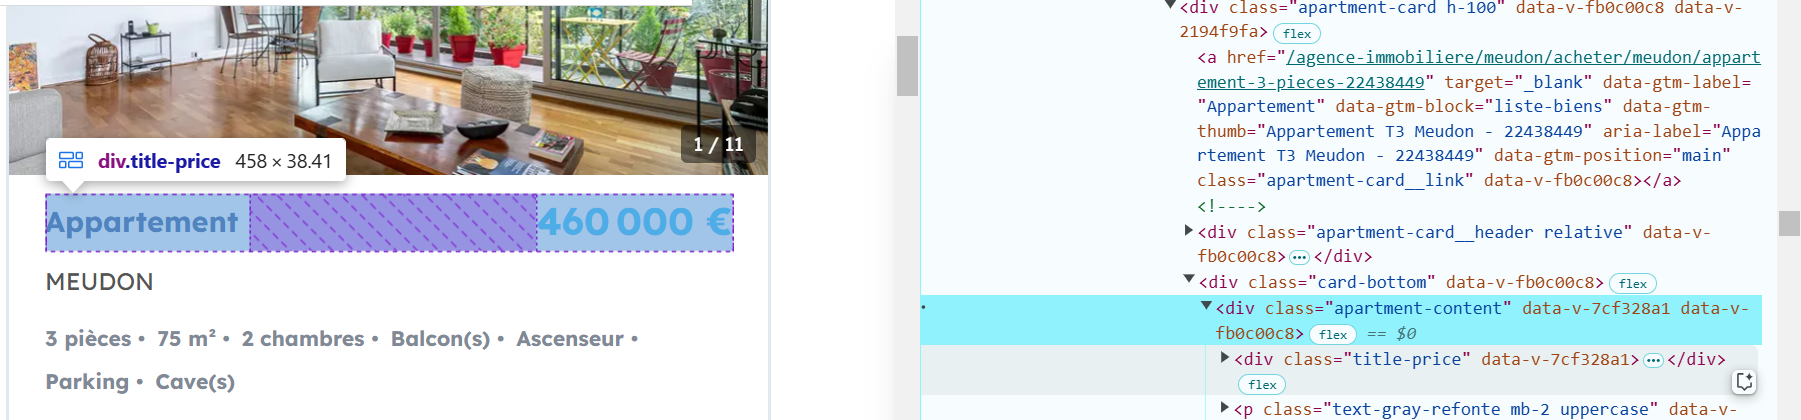 1 / 11
div.title-price 458 × 38.41
Appartement 460 000 €
MEUDON
3 pièces • 75 m² • 2 chambres • Balcon(s) • Ascenseur •
Parking • Cave(s)
<div class="apartment-card h-100" data-v-fb0c00c8 data-v-
2194f9fa> flex
<a href="/agence-immobiliere/meudon/acheter/meudon/appart
ement-3-pieces-22438449" target="_blank" data-gtm-label=
"Appartement" data-gtm-block="liste-biens" data-gtm-
thumb="Appartement T3 Meudon - 22438449" aria-label="Appa
rtement T3 Meudon - 22438449" data-gtm-position="main"
class="apartment-card__link" data-v-fb0c00c8></a>
<!---->
<div class="apartment-card__header relative" data-v-
fb0c00c8>…</div>
<div class="card-bottom" data-v-fb0c00c8> flex
<div class="apartment-content" data-v-7cf328a1 data-v-
fb0c00c8> flex == $0
<div class="title-price" data-v-7cf328a1>…</div>
flex
<p class="text-gray-refonte mb-2 uppercase" data-v-